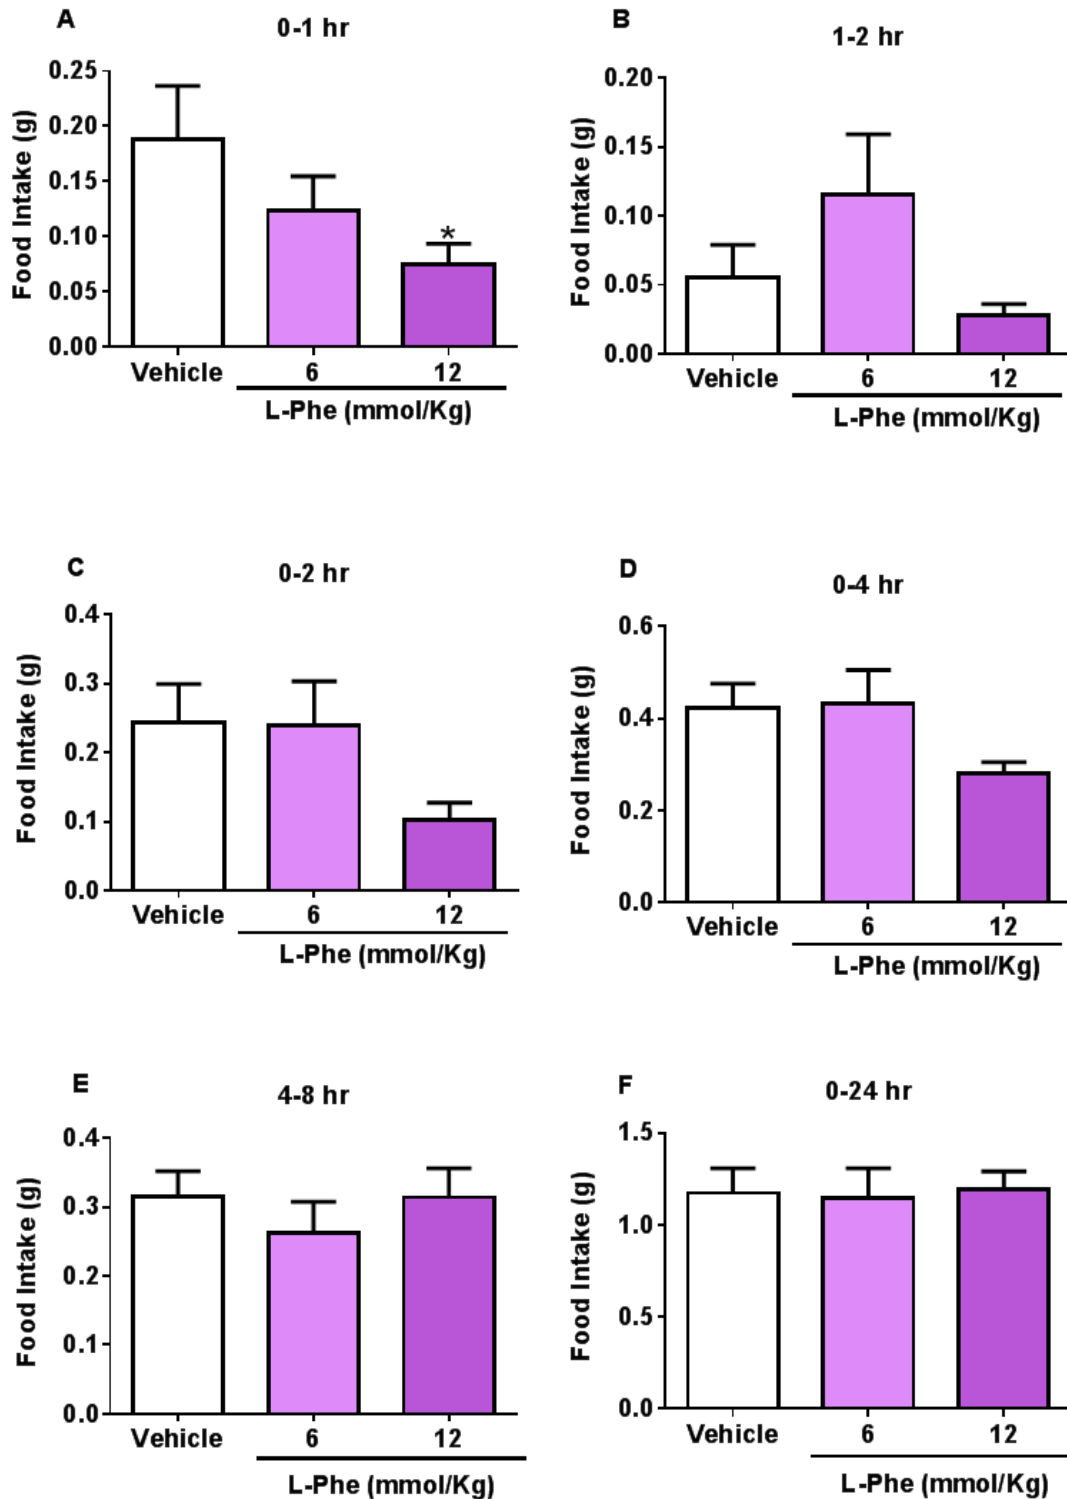 A
0-1 hr
Food Intake (g)
0.25
0.20
0.15
0.10
0.05
0.00
*
Vehicle 6 12
L-Phe (mmol/Kg)
B
1-2 hr
Food Intake (g)
0.20
0.15
0.10
0.05
0.00
Vehicle 6 12
L-Phe (mmol/Kg)
C
0-2 hr
Food Intake (g)
0.4
0.3
0.2
0.1
0.0
Vehicle 6 12
L-Phe (mmol/Kg)
D
0-4 hr
Food Intake (g)
0.6
0.4
0.2
0.0
Vehicle 6 12
L-Phe (mmol/Kg)
E
4-8 hr
Food Intake (g)
0.4
0.3
0.2
0.1
0.0
Vehicle 6 12
L-Phe (mmol/Kg)
F
0-24 hr
Food Intake (g)
1.5
1.0
0.5
0.0
Vehicle 6 12
L-Phe (mmol/Kg)